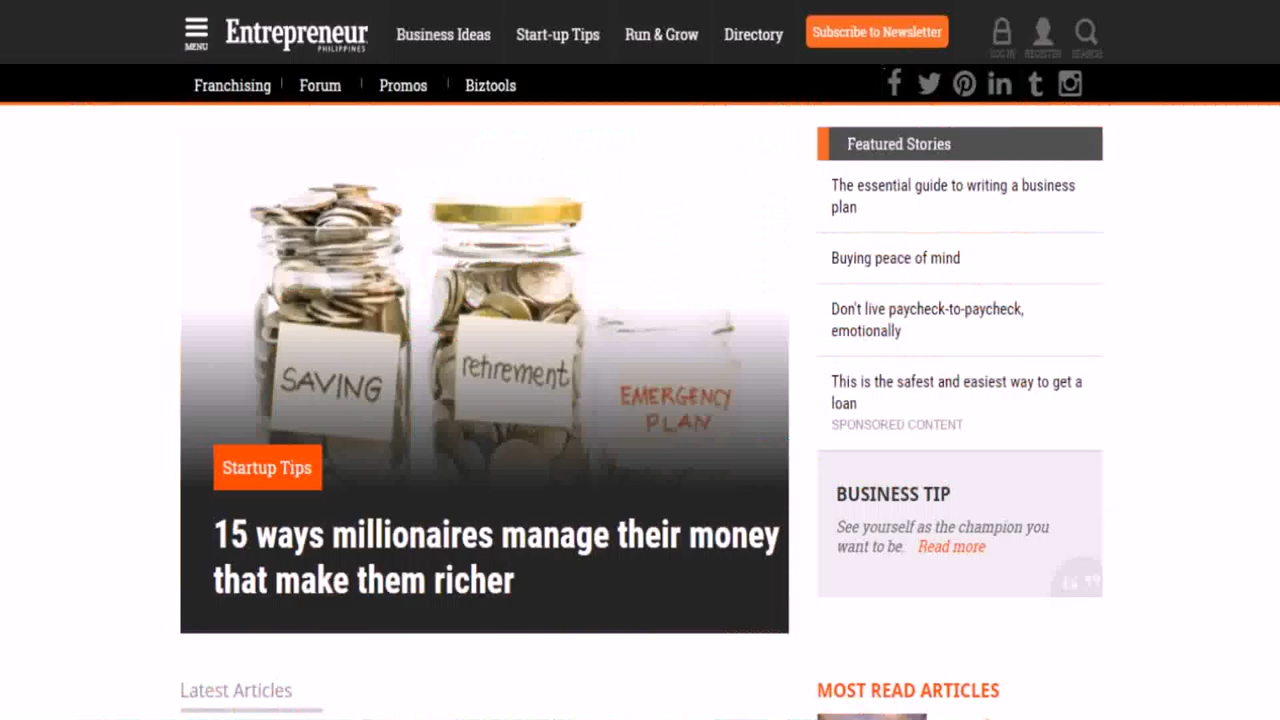 MENU
Entrepreneur
PHILIPPINES
Business Ideas
Start-up Tips
Run & Grow
Directory
Subscribe to Newsletter
LOG IN
REGISTER
SEARCH
Franchising
Forum
Promos
Biztools
SAVING
retirement
EMERGENCY
PLAN
Startup Tips
15 ways millionaires manage their money
that make them richer
Featured Stories
The essential guide to writing a business
plan
Buying peace of mind
Don't live paycheck-to-paycheck,
emotionally
This is the safest and easiest way to get a
loan
SPONSORED CONTENT
BUSINESS TIP
See yourself as the champion you
want to be. Read more
Latest Articles
MOST READ ARTICLES